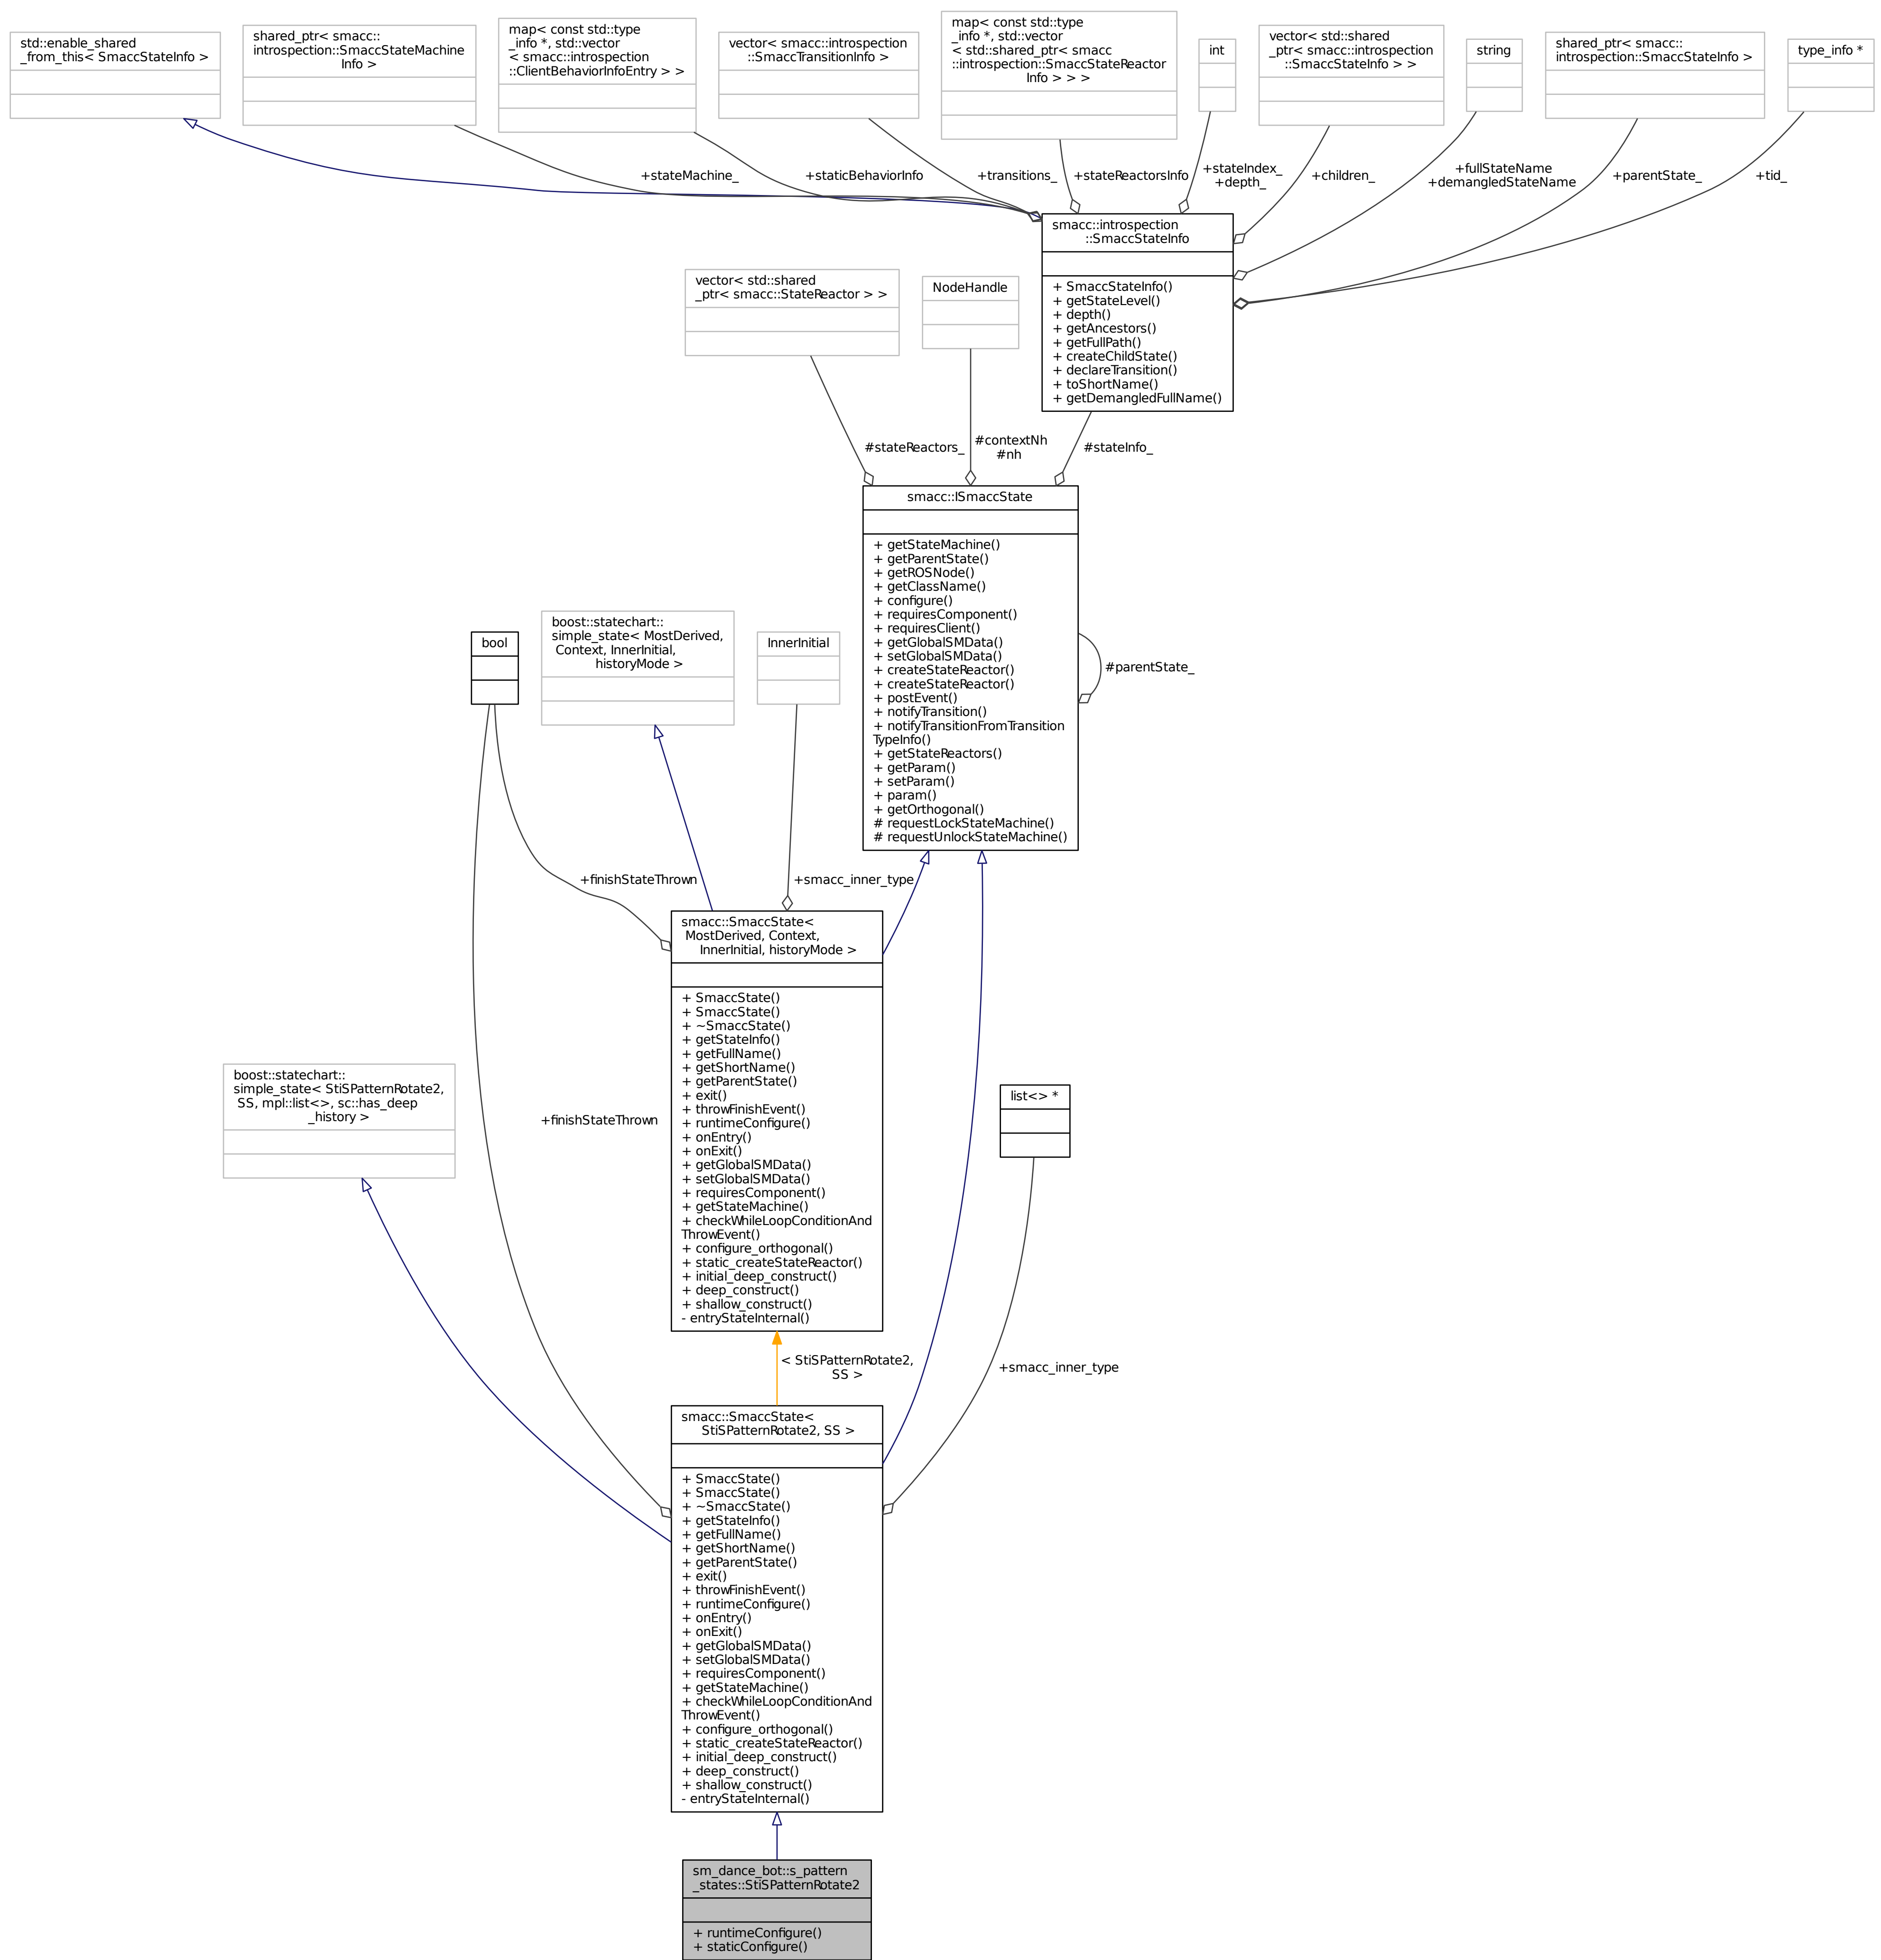 std::enable_shared
_from_this< SmaccStateInfo >
shared_ptr< smacc::
introspection::SmaccStateMachine
Info >
map< const std::type
_info *, std::vector
< smacc::introspection
::ClientBehaviorInfoEntry > >
vector< smacc::introspection
::SmaccTransitionInfo >
map< const std::type
_info *, std::vector
< std::shared_ptr< smacc
::introspection::SmaccStateReactor
Info > > >
int
vector< std::shared
_ptr< smacc::introspection
::SmaccStateInfo > >
string
shared_ptr< smacc::
introspection::SmaccStateInfo >
type_info *
+stateMachine_
+staticBehaviorInfo
+transitions_
+stateReactorsInfo
+stateIndex_
+depth_
+children_
+fullStateName
+demangledStateName
+parentState_
+tid_
smacc::introspection
::SmaccStateInfo
+ SmaccStateInfo()
+ getStateLevel()
+ depth()
+ getAncestors()
+ getFullPath()
+ createChildState()
+ declareTransition()
+ toShortName()
+ getDemangledFullName()
vector< std::shared
_ptr< smacc::StateReactor > >
NodeHandle
#stateReactors_
#contextNh
#nh
#stateInfo_
smacc::ISmaccState
+ getStateMachine()
+ getParentState()
+ getROSNode()
+ getClassName()
+ configure()
+ requiresComponent()
+ requiresClient()
+ getGlobalSMData()
+ setGlobalSMData()
+ createStateReactor()
+ createStateReactor()
+ postEvent()
+ notifyTransition()
+ notifyTransitionFromTransition
TypeInfo()
+ getStateReactors()
+ getParam()
+ setParam()
+ param()
+ getOrthogonal()
# requestLockStateMachine()
# requestUnlockStateMachine()
#parentState_
bool
boost::statechart::
simple_state< MostDerived,
Context, InnerInitial,
historyMode >
InnerInitial
+finishStateThrown
+smacc_inner_type
smacc::SmaccState<
MostDerived, Context,
InnerInitial, historyMode >
+ SmaccState()
+ SmaccState()
+ ~SmaccState()
+ getStateInfo()
+ getFullName()
+ getShortName()
+ getParentState()
+ exit()
+ throwFinishEvent()
+ runtimeConfigure()
+ onEntry()
+ onExit()
+ getGlobalSMData()
+ setGlobalSMData()
+ requiresComponent()
+ getStateMachine()
+ checkWhileLoopConditionAnd
ThrowEvent()
+ configure_orthogonal()
+ static_createStateReactor()
+ initial_deep_construct()
+ deep_construct()
+ shallow_construct()
- entryStateInternal()
boost::statechart::
simple_state< StiSPatternRotate2,
SS, mpl::list<>, sc::has_deep
_history >
+finishStateThrown
list<> *
< StiSPatternRotate2,
SS >
+smacc_inner_type
smacc::SmaccState<
StiSPatternRotate2, SS >
+ SmaccState()
+ SmaccState()
+ ~SmaccState()
+ getStateInfo()
+ getFullName()
+ getShortName()
+ getParentState()
+ exit()
+ throwFinishEvent()
+ runtimeConfigure()
+ onEntry()
+ onExit()
+ getGlobalSMData()
+ setGlobalSMData()
+ requiresComponent()
+ getStateMachine()
+ checkWhileLoopConditionAnd
ThrowEvent()
+ configure_orthogonal()
+ static_createStateReactor()
+ initial_deep_construct()
+ deep_construct()
+ shallow_construct()
- entryStateInternal()
sm_dance_bot::s_pattern
_states::StiSPatternRotate2
+ runtimeConfigure()
+ staticConfigure()